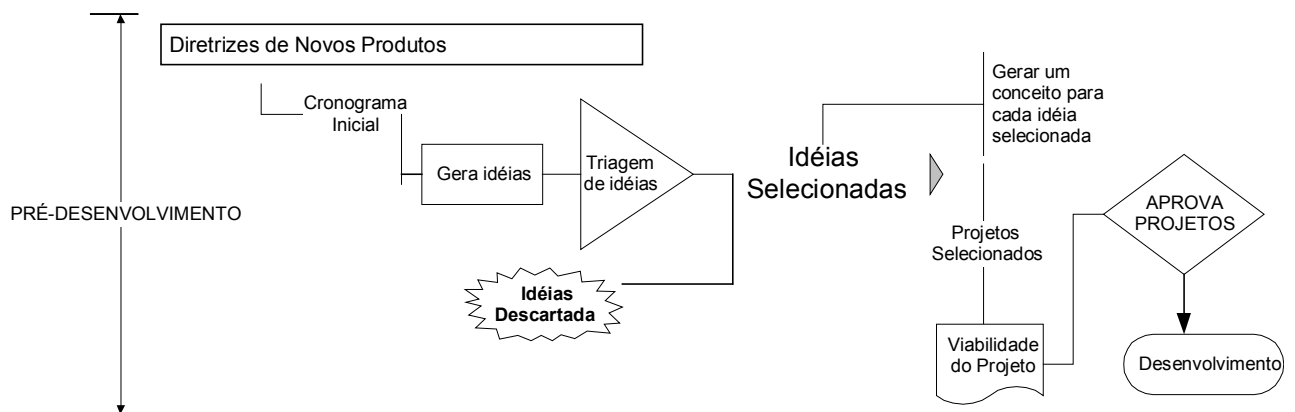 Diretrizes de Novos Produtos
Cronograma
Inicial
Gera idéias
Triagem
de idéias
Idéias
Descartada
PRÉ-DESENVOLVIMENTO
Idéias
Selecionadas
Gerar um
conceito para
cada idéia
selecionada
Projetos
Selecionados
Viabilidade
do Projeto
APROVA
PROJETOS
Desenvolvimento